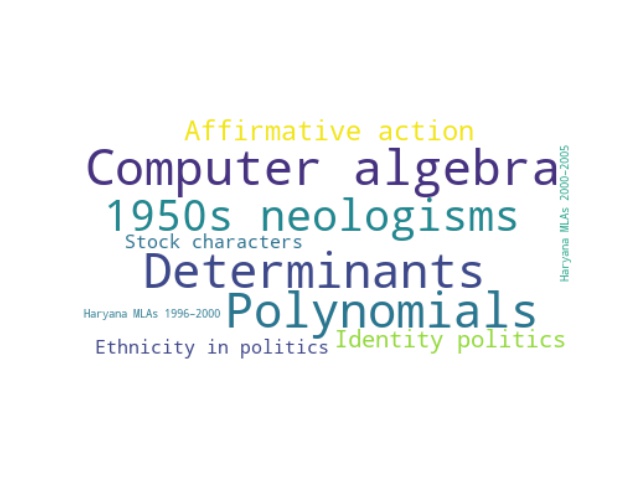 Affirmative action
Computer algebra
Haryana MLAs 2000–2005
1950s neologisms
Stock characters
Determinants
Haryana MLAs 1996–2000
Polynomials
Identity politics
Ethnicity in politics